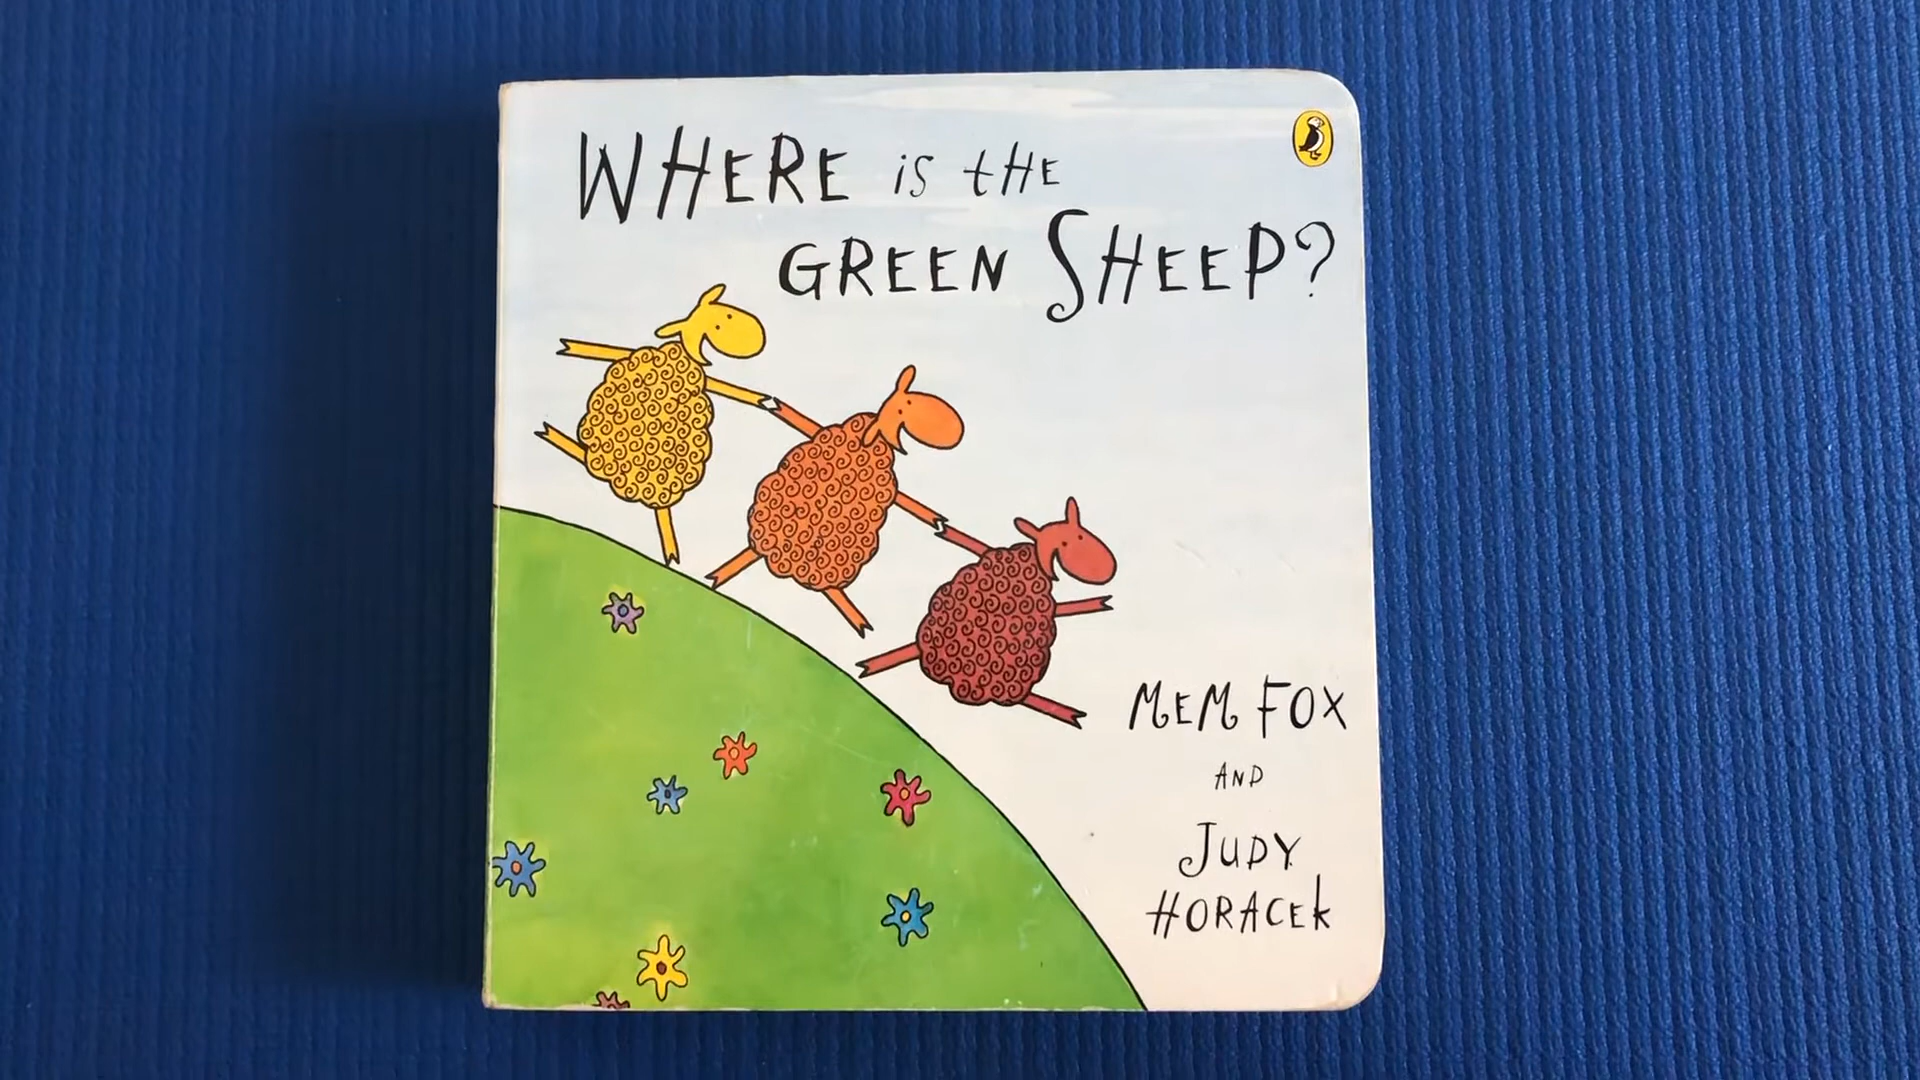 WHERE is tHE
GREEN SHEEP?
MEM FOX
AND
JUDY
HORACEk